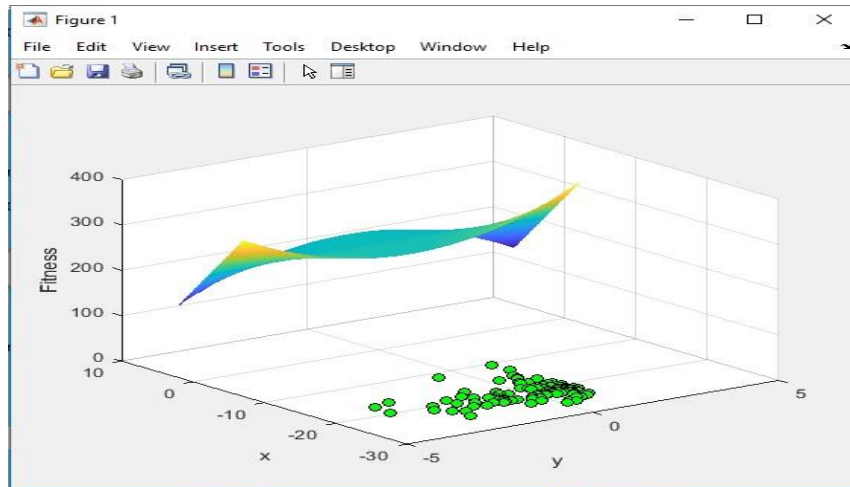 Figure 1
File Edit View Insert Tools Desktop Window Help
400
300
200
100
0
Fitness
10
0
-10
-20
-30
x
-5
0
5
y